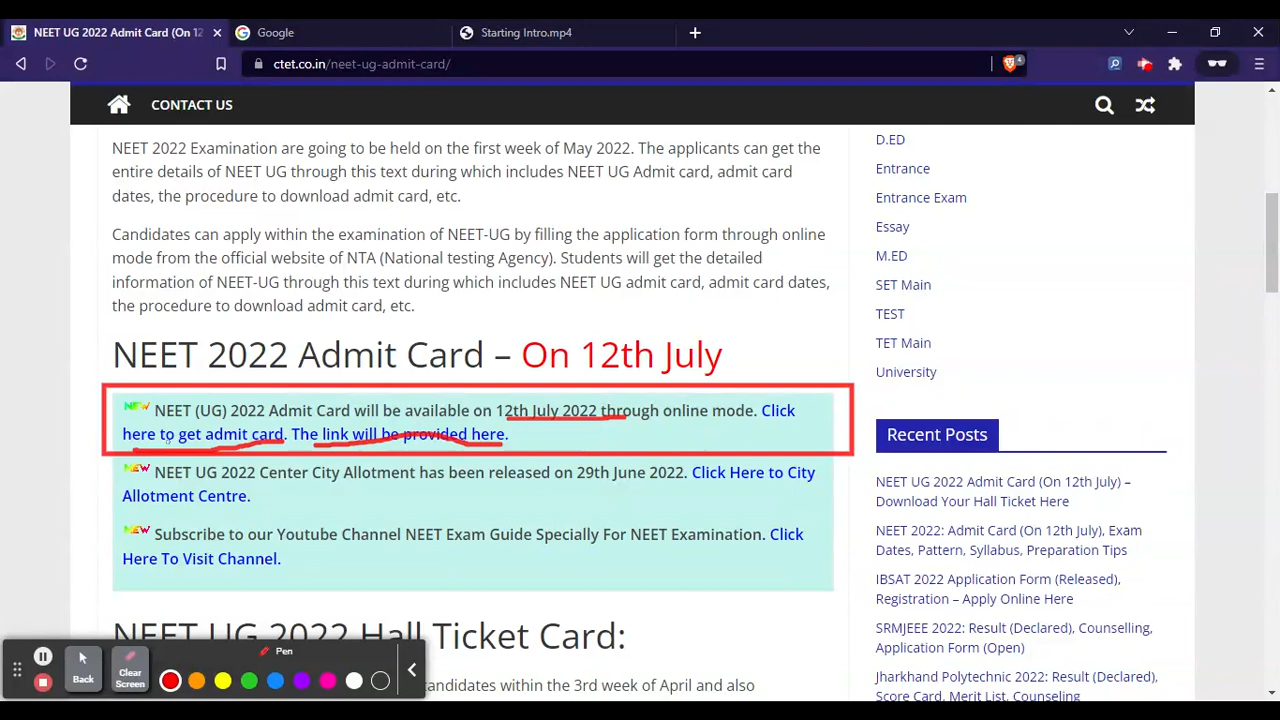 NEET UG 2022 Admit Card (On 12
Google
Starting Intro.mp4
ctet.co.in/neet-ug-admit-card/
4
CONTACT US
NEET 2022 Examination are going to be held on the first week of May 2022. The applicants can get the
entire details of NEET UG through this text during which includes NEET UG Admit card, admit card
dates, the procedure to download admit card, etc.
Candidates can apply within the examination of NEET-UG by filling the application form through online
mode from the official website of NTA (National testing Agency). Students will get the detailed
information of NEET-UG through this text during which includes NEET UG admit card, admit card dates,
the procedure to download admit card, etc.
NEET 2022 Admit Card – On 12th July
NEW NEET (UG) 2022 Admit Card will be available on 12th July 2022 through online mode. Click
here to get admit card. The link will be provided here.
NEW NEET UG 2022 Center City Allotment has been released on 29th June 2022. Click Here to City
Allotment Centre.
NEW Subscribe to our Youtube Channel NEET Exam Guide Specially For NEET Examination. Click
Here To Visit Channel.
NEET UG 2022 Hall Ticket Card:
candidates within the 3rd week of April and also
D.ED
Entrance
Entrance Exam
Essay
M.ED
SET Main
TEST
TET Main
University
Recent Posts
NEET UG 2022 Admit Card (On 12th July) –
Download Your Hall Ticket Here
NEET 2022: Admit Card (On 12th July), Exam
Dates, Pattern, Syllabus, Preparation Tips
IBSAT 2022 Application Form (Released),
Registration – Apply Online Here
SRMJEEE 2022: Result (Declared), Counselling,
Application Form (Open)
Jharkhand Polytechnic 2022: Result (Declared),
Score Card, Merit List, Counseling
Back
Clear
Screen
Pen